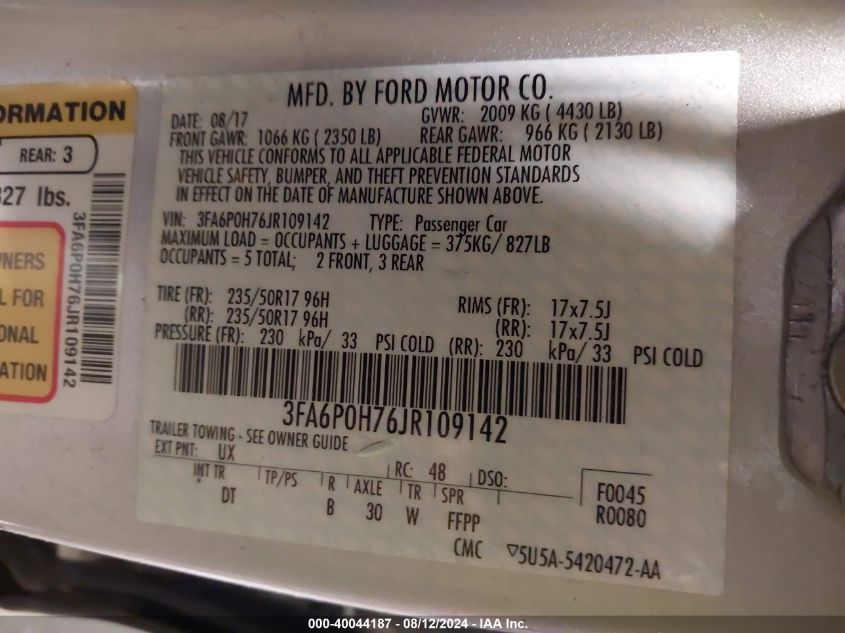 ORMATION
REAR: 3
827 lbs.
3FA6P0H76JR109142
WNERS
L FOR
ONAL
ATION
MFD. BY FORD MOTOR CO.
DATE: 08/17 GVWR: 2009 KG ( 4430 LB)
FRONT GAWR: 1066 KG ( 2350 LB) REAR GAWR: 966 KG ( 2130 LB)
THIS VEHICLE CONFORMS TO ALL APPLICABLE FEDERAL MOTOR
VEHICLE SAFETY, BUMPER, AND THEFT PREVENTION STANDARDS
IN EFFECT ON THE DATE OF MANUFACTURE SHOWN ABOVE.
VIN: 3FA6P0H76JR109142 TYPE: Passenger Car
MAXIMUM LOAD = OCCUPANTS + LUGGAGE = 375KG/ 827LB
OCCUPANTS = 5 TOTAL; 2 FRONT, 3 REAR
TIRE (FR): 235/50R17 96H RIMS (FR): 17x7.5J
(RR): 235/50R17 96H (RR): 17x7.5J
PRESSURE (FR): 230 kPa/ 33 PSI COLD (RR): 230 kPa/ 33 PSI COLD
3FA6P0H76JR109142
TRAILER TOWING - SEE OWNER GUIDE
EXT PNT: UX RC: 48 DSO: F0045
INT TR TP/PS R AXLE TR SPR R0080
DT B 30 W FFPP
CMC ▽5U5A-5420472-AA
000-40044187 - 08/12/2024 - IAA Inc.